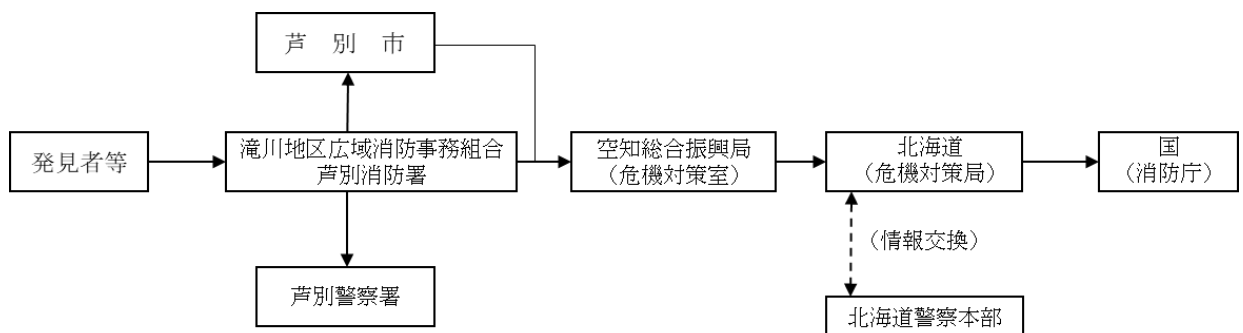 芦　別　市
発見者等
滝川地区広域消防事務組合
芦別消防署
空知総合振興局
（危機対策室）
北海道
（危機対策局）
国
（消防庁）
（情報交換）
芦別警察署
北海道警察本部